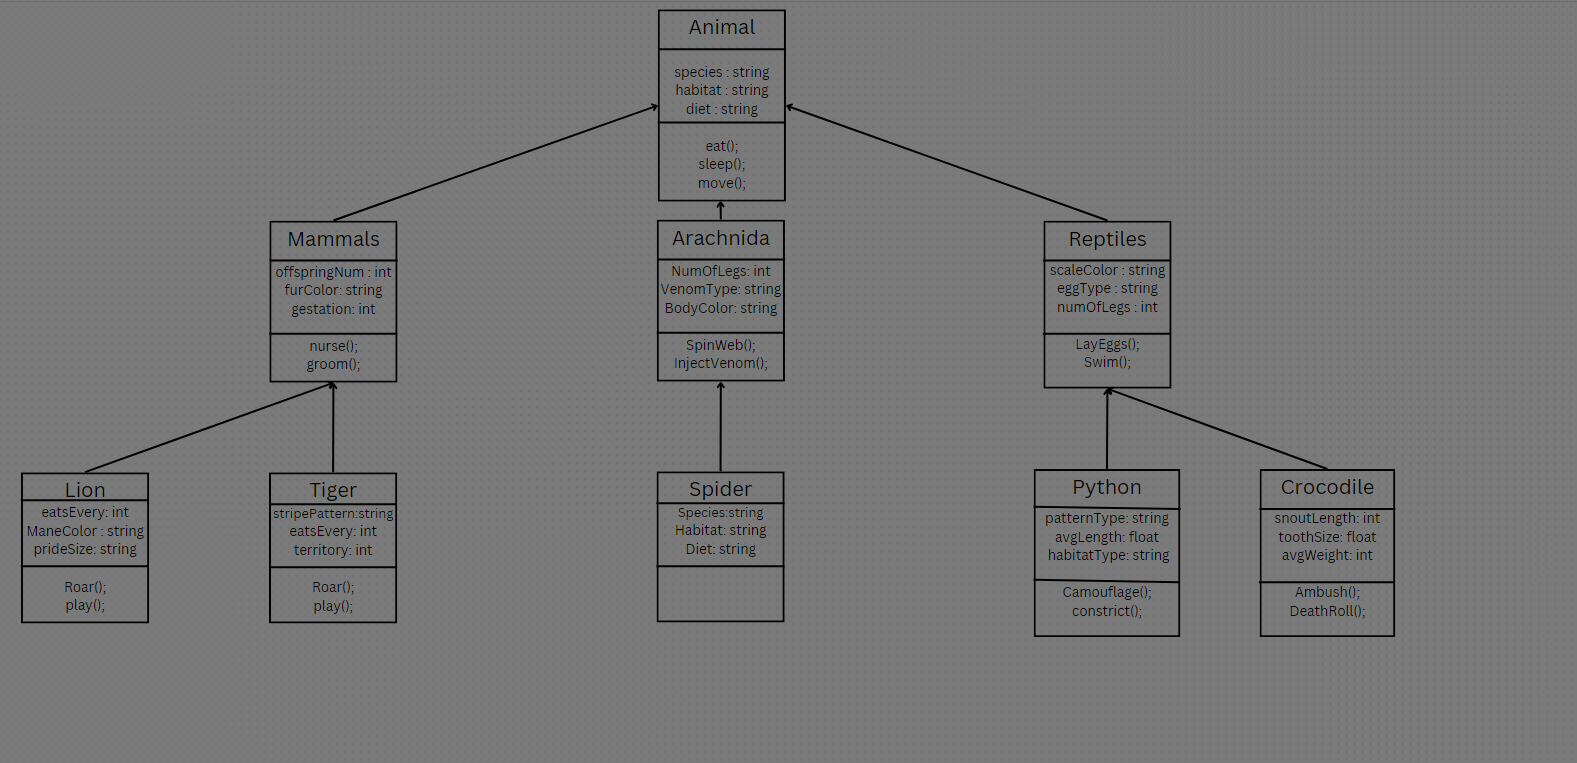 Animal
species : string
habitat : string
diet : string
eat();
sleep();
move();
Mammals
offspringNum : int
furColor: string
gestation: int
nurse();
groom();
Arachnida
NumOfLegs: int
VenomType: string
BodyColor: string
SpinWeb();
InjectVenom();
Reptiles
scaleColor : string
eggType : string
numOfLegs : int
LayEggs();
Swim();
Lion
eatsEvery: int
ManeColor : string
prideSize: string
Roar();
play();
Tiger
stripePattern:string
eatsEvery: int
territory: int
Roar();
play();
Spider
Species:string
Habitat: string
Diet: string
Python
patternType: string
avgLength: float
habitatType: string
Camouflage();
constrict();
Crocodile
snoutLength: int
toothSize: float
avgWeight: int
Ambush();
DeathRoll();